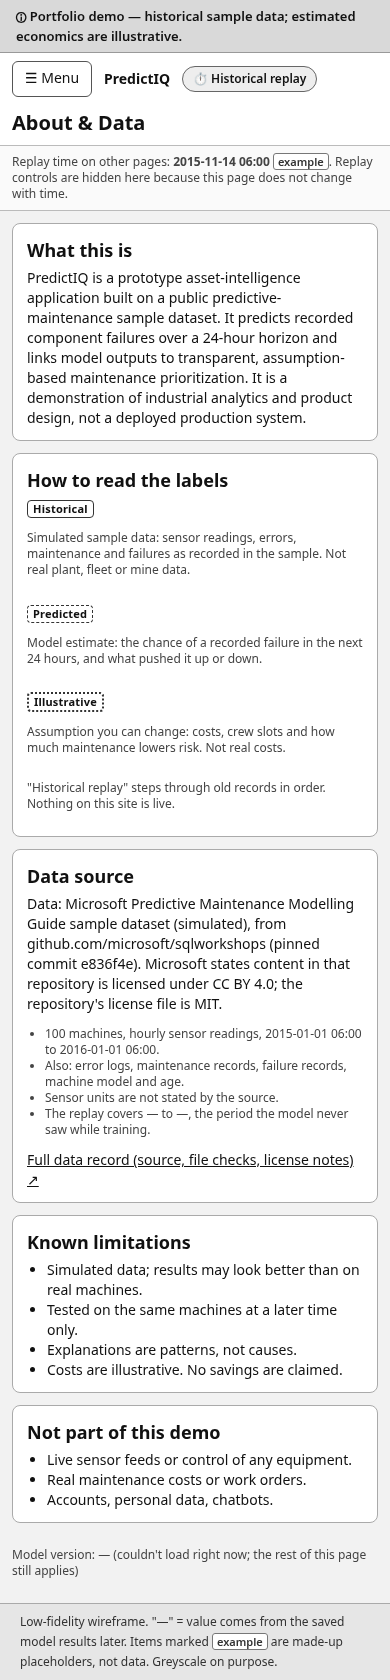 ⓘ Portfolio demo — historical sample data; estimated
economics are illustrative.
☰ Menu
PredictIQ
⏱ Historical replay
About & Data
Replay time on other pages: 2015-11-14 06:00 example. Replay
controls are hidden here because this page does not change
with time.
What this is
PredictIQ is a prototype asset-intelligence
application built on a public predictive-
maintenance sample dataset. It predicts recorded
component failures over a 24-hour horizon and
links model outputs to transparent, assumption-
based maintenance prioritization. It is a
demonstration of industrial analytics and product
design, not a deployed production system.
How to read the labels
Historical
Simulated sample data: sensor readings, errors,
maintenance and failures as recorded in the sample. Not
real plant, fleet or mine data.
Predicted
Model estimate: the chance of a recorded failure in the next
24 hours, and what pushed it up or down.
Illustrative
Assumption you can change: costs, crew slots and how
much maintenance lowers risk. Not real costs.
"Historical replay" steps through old records in order.
Nothing on this site is live.
Data source
Data: Microsoft Predictive Maintenance Modelling
Guide sample dataset (simulated), from
github.com/microsoft/sqlworkshops (pinned
commit e836f4e). Microsoft states content in that
repository is licensed under CC BY 4.0; the
repository's license file is MIT.
• 100 machines, hourly sensor readings, 2015-01-01 06:00
to 2016-01-01 06:00.
• Also: error logs, maintenance records, failure records,
machine model and age.
• Sensor units are not stated by the source.
• The replay covers — to —, the period the model never
saw while training.
Full data record (source, file checks, license notes)
↗
Known limitations
• Simulated data; results may look better than on
real machines.
• Tested on the same machines at a later time
only.
• Explanations are patterns, not causes.
• Costs are illustrative. No savings are claimed.
Not part of this demo
• Live sensor feeds or control of any equipment.
• Real maintenance costs or work orders.
• Accounts, personal data, chatbots.
Model version: — (couldn't load right now; the rest of this page
still applies)
Low-fidelity wireframe. "—" = value comes from the saved
model results later. Items marked example are made-up
placeholders, not data. Greyscale on purpose.